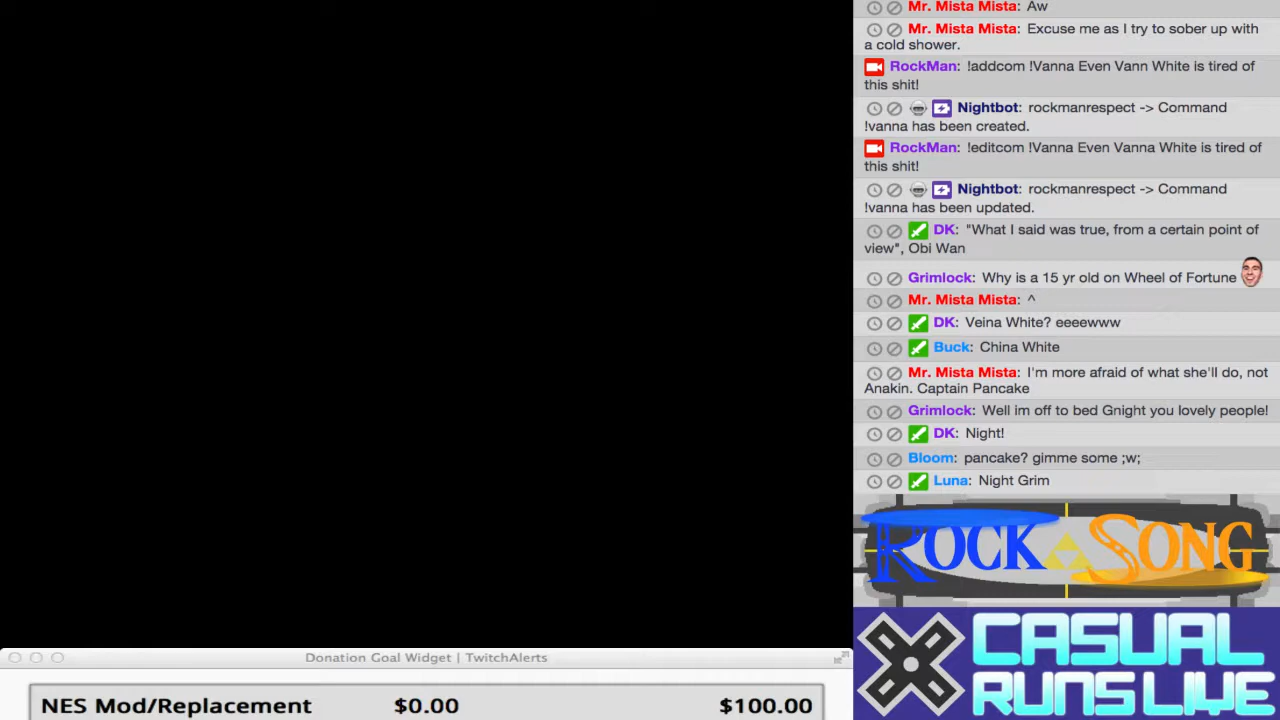 Mr. Mista Mista: Aw
Mr. Mista Mista: Excuse me as I try to sober up with
a cold shower.
RockMan: !addcom !Vanna Even Vann White is tired of
this shit!
Nightbot: rockmanrespect -> Command
!vanna has been created.
RockMan: !editcom !Vanna Even Vanna White is tired of
this shit!
Nightbot: rockmanrespect -> Command
!vanna has been updated.
DK: "What I said was true, from a certain point of
view", Obi Wan
Grimlock: Why is a 15 yr old on Wheel of Fortune
Mr. Mista Mista: ^
DK: Veina White? eeeewww
Buck: China White
Mr. Mista Mista: I'm more afraid of what she'll do, not
Anakin. Captain Pancake
Grimlock: Well im off to bed Gnight you lovely people!
DK: Night!
Bloom: pancake? gimme some ;w;
Luna: Night Grim
ROCK SONG
CASUAL
RUNS LIVE
Donation Goal Widget | TwitchAlerts
NES Mod/Replacement $0.00 $100.00